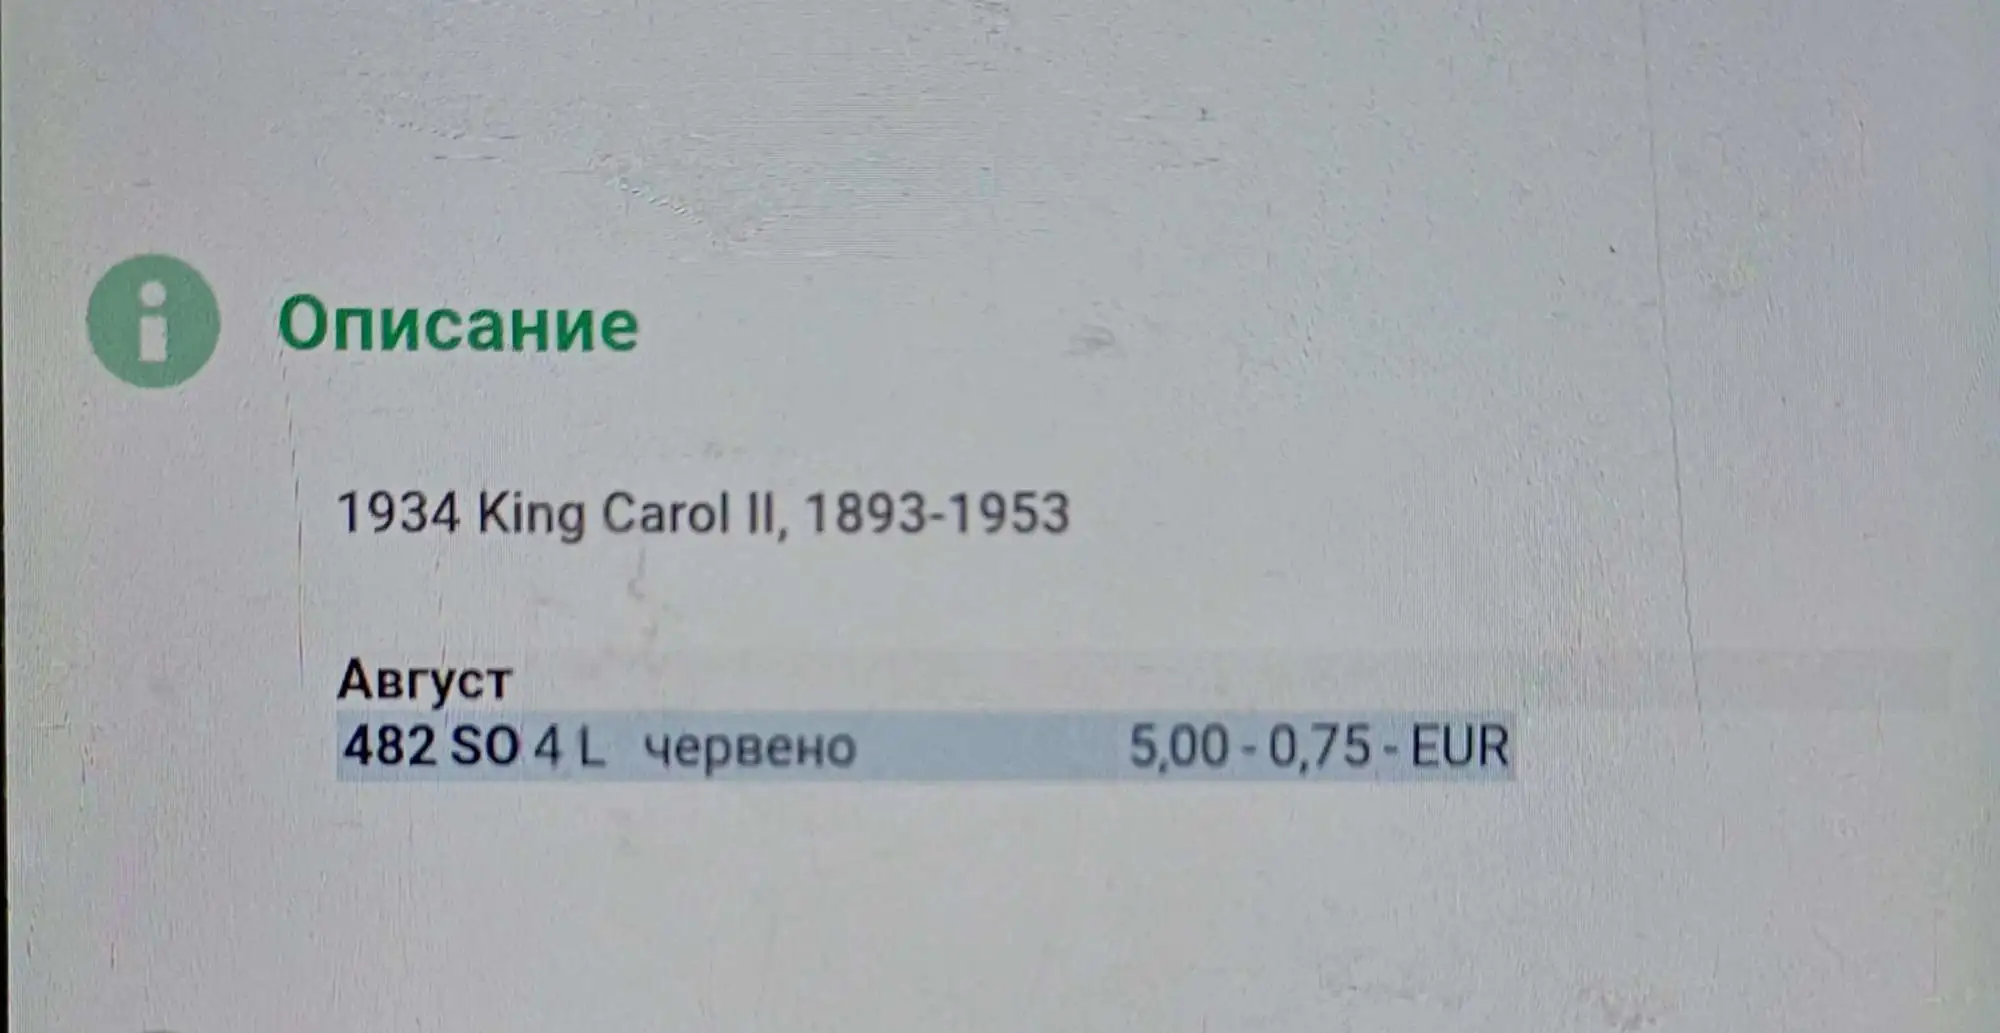 Описание
1934 King Carol II, 1893-1953
Август
482 SO 4 L червено 5,00 - 0,75 - EUR